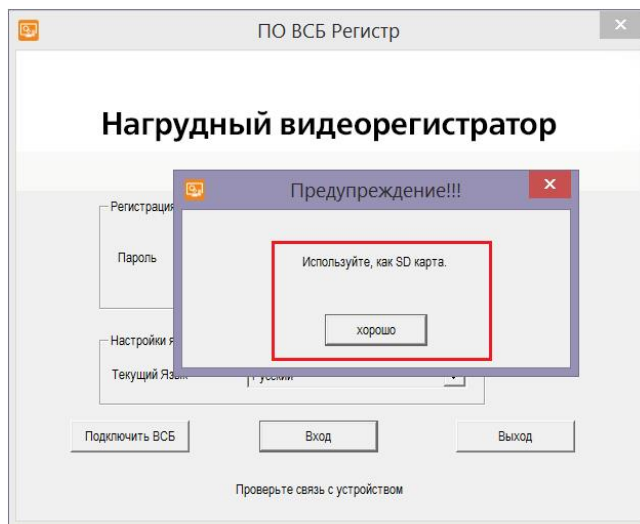 ПО ВСБ Регистр
Нагрудный видеорегистратор
Предупреждение!!!
Регистрация
Используйте, как SD карта.
Пароль
хорошо
Настройки я
Текущий Язык
Русский
Подключить ВСБ
Вход
Выход
Проверьте связь с устройством